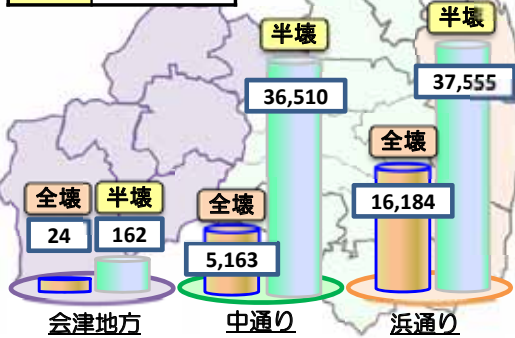 半壊
36,510
半壊
37,555
全壊
24
半壊
162
全壊
5,163
全壊
16,184
会津地方
中通り
浜通り